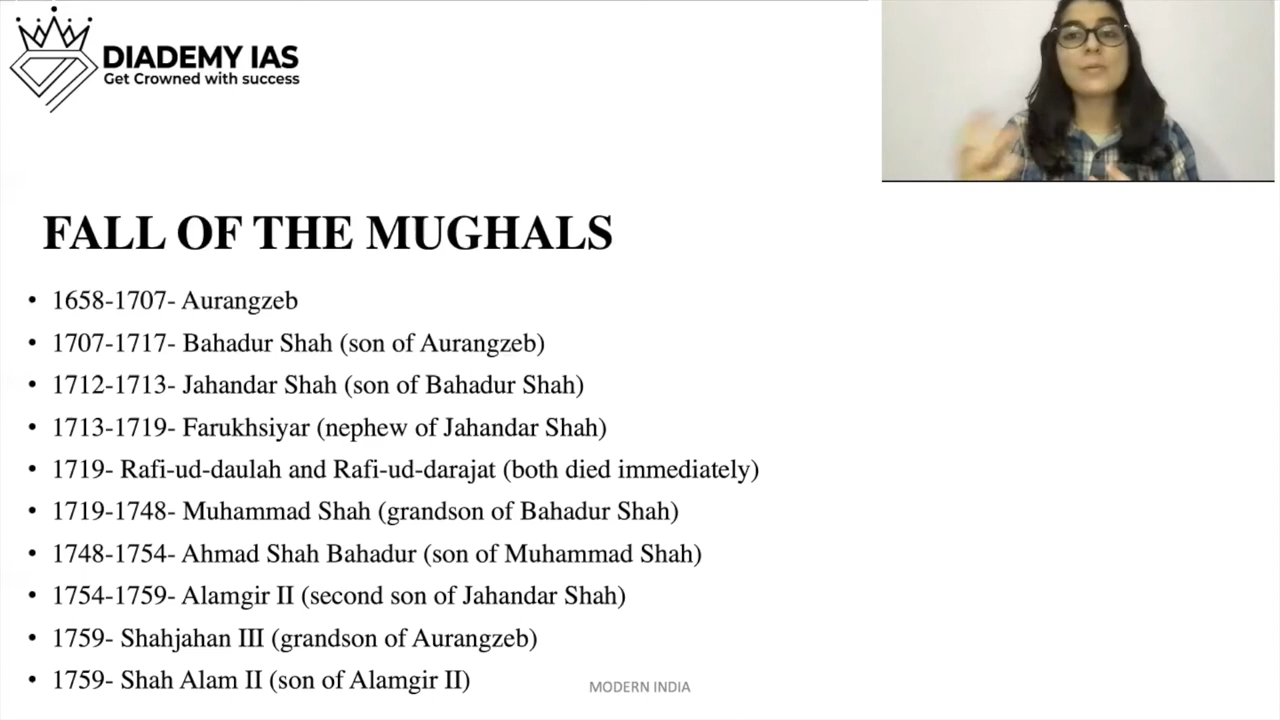 DIADEMY IAS
Get Crowned with success
FALL OF THE MUGHALS
• 1658-1707- Aurangzeb
• 1707-1717- Bahadur Shah (son of Aurangzeb)
• 1712-1713- Jahandar Shah (son of Bahadur Shah)
• 1713-1719- Farukhsiyar (nephew of Jahandar Shah)
• 1719- Rafi-ud-daulah and Rafi-ud-darajat (both died immediately)
• 1719-1748- Muhammad Shah (grandson of Bahadur Shah)
• 1748-1754- Ahmad Shah Bahadur (son of Muhammad Shah)
• 1754-1759- Alamgir II (second son of Jahandar Shah)
• 1759- Shahjahan III (grandson of Aurangzeb)
• 1759- Shah Alam II (son of Alamgir II)
MODERN INDIA